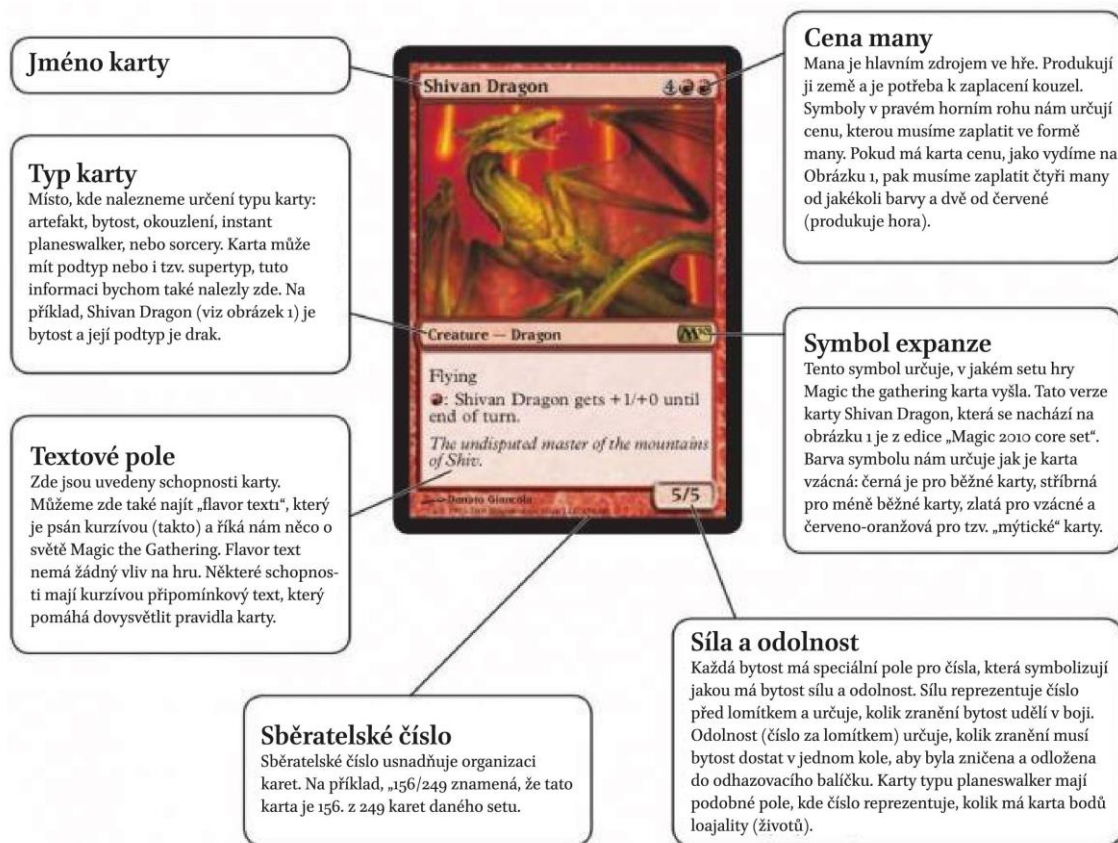 Jméno karty
Typ karty
Místo, kde nalezneme určení typu karty:
artefakt, bytost, okouzlení, instant
planeswalker, nebo sorcery. Karta může
mít podtyp nebo i tzv. supertyp, tuto
informaci bychom také nalezly zde. Na
příklad, Shivan Dragon (viz obrázek 1) je
bytost a její podtyp je drak.
Textové pole
Zde jsou uvedeny schopnosti karty.
Můžeme zde také najít „flavor text1“, který
je psán kurzívou (takto) a říká nám něco o
světě Magic the Gathering. Flavor text
nemá žádný vliv na hru. Některé schopnos-
ti mají kurzívou připomínkový text, který
pomáhá dovysvětlit pravidla karty.
Shivan Dragon 4
Creature — Dragon
M10
Flying
: Shivan Dragon gets +1/+0 until
end of turn.
The undisputed master of the mountains
of Shiv.
Donato Giancola
5/5
Cena many
Mana je hlavním zdrojem ve hře. Produkují
ji země a je potřeba k zaplacení kouzel.
Symboly v pravém horním rohu nám určují
cenu, kterou musíme zaplatit ve formě
many. Pokud má karta cenu, jako vydíme na
Obrázku 1, pak musíme zaplatit čtyři many
od jakékoli barvy a dvě od červené
(produkuje hora).
Symbol expanze
Tento symbol určuje, v jakém setu hry
Magic the gathering karta vyšla. Tato verze
karty Shivan Dragon, která se nachází na
obrázku 1 je z edice „Magic 2010 core set“.
Barva symbolu nám určuje jak je karta
vzácná: černá je pro běžné karty, stříbrná
pro méně běžné karty, zlatá pro vzácné a
červeno-oranžová pro tzv. „mýtické“ karty.
Sběratelské číslo
Sběratelské číslo usnadňuje organizaci
karet. Na příklad, „156/249 znamená, že tato
karta je 156. z 249 karet daného setu.
Síla a odolnost
Každá bytost má speciální pole pro čísla, která symbolizují
jakou má bytost sílu a odolnost. Sílu reprezentuje číslo
před lomítkem a určuje, kolik zranění bytost udělí v boji.
Odolnost (číslo za lomítkem) určuje, kolik zranění musí
bytost dostat v jednom kole, aby byla zničena a odložena
do odhazovacího balíčku. Karty typu planeswalker mají
podobné pole, kde číslo reprezentuje, kolik má karta bodů
loajality (životů).